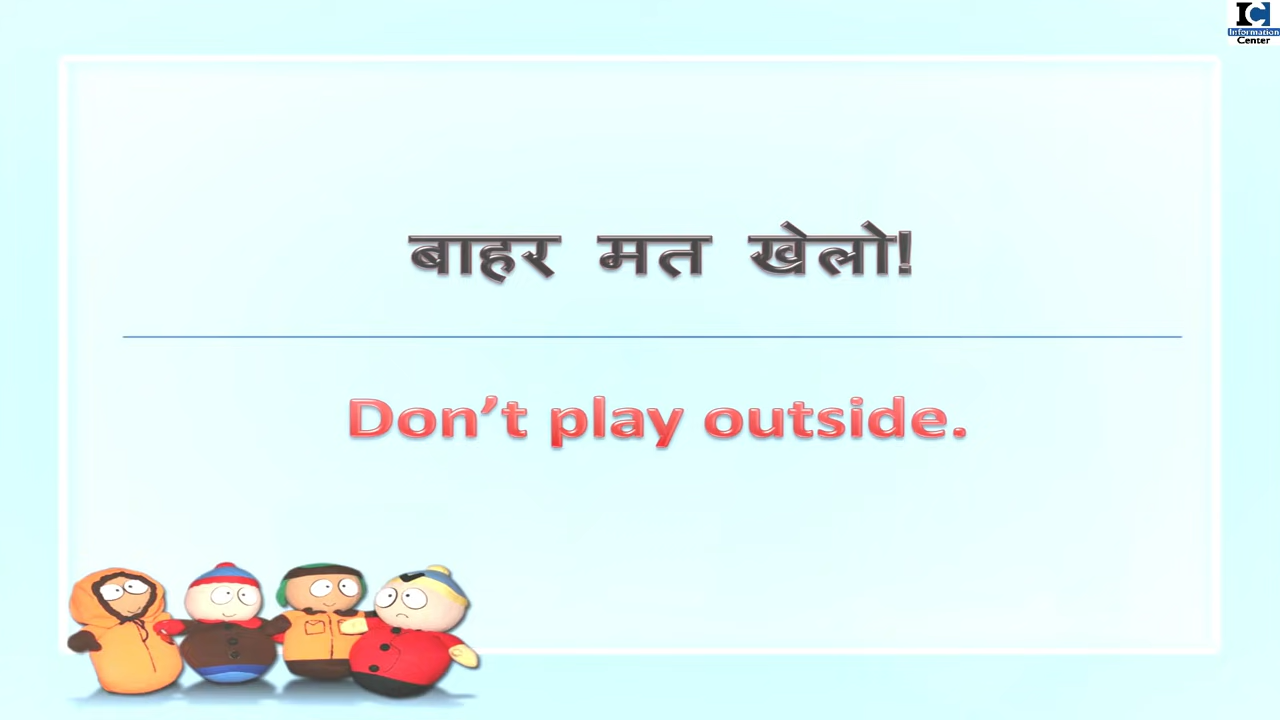 IC
Information
Center
बाहर मत खेलो!
Don’t play outside.